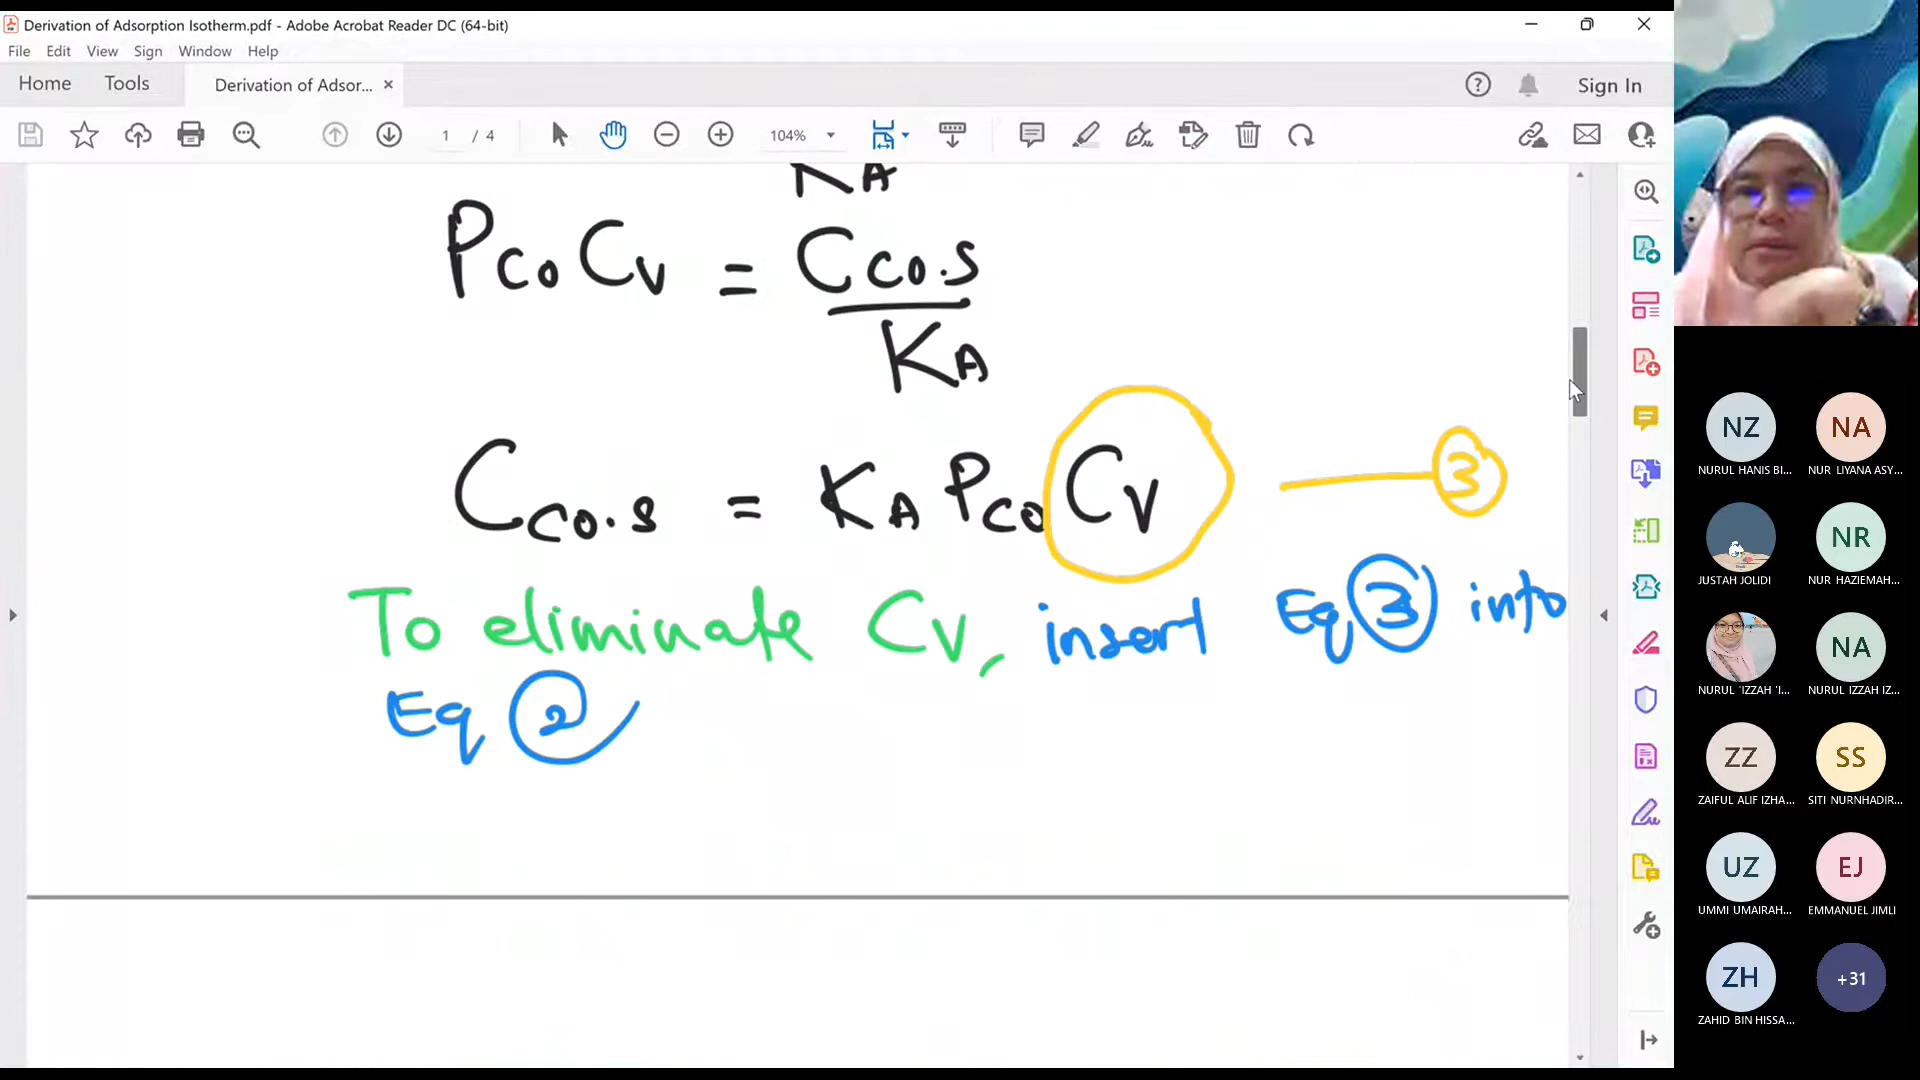 Derivation of Adsorption Isotherm.pdf - Adobe Acrobat Reader DC (64-bit)
File Edit View Sign Window Help
Home Tools Derivation of Adsor... × Sign In
1 / 4 104%
KA
PCO CV = CCO.S / KA
CCO.S = KA PCO CV — 3
To eliminate CV, insert Eq 3 into
Eq 2
NZ NA
NURUL HANIS BI... NUR LIYANA ASY...
NR
JUSTAH JOLIDI NUR HAZIEMAH...
NA
NURUL 'IZZAH 'I... NURUL IZZAH IZ...
ZZ SS
ZAIFUL ALIF IZHA... SITI NURNHADIR...
UZ EJ
UMMI UMAIRAH... EMMANUEL JIMLI
ZH +31
ZAHID BIN HISSA...